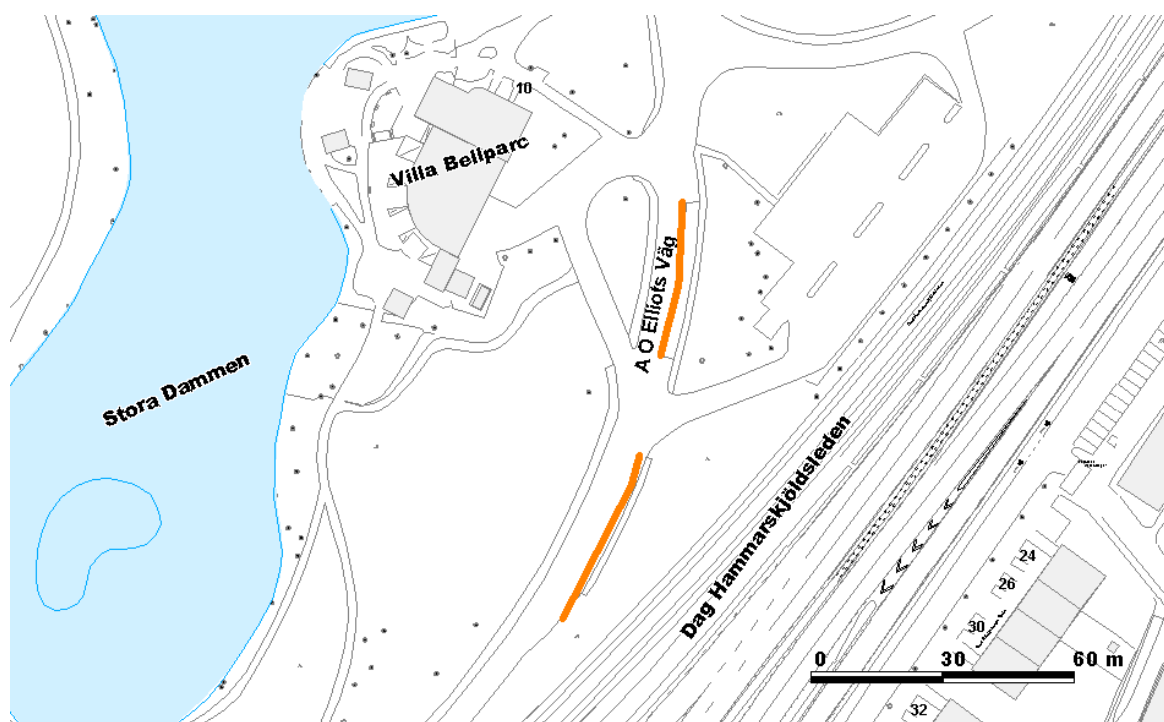 10
Villa Bellparc
A O Elliots Väg
Stora Dammen
Dag Hammarskjöldsleden
24
26
30
32
0 30 60 m